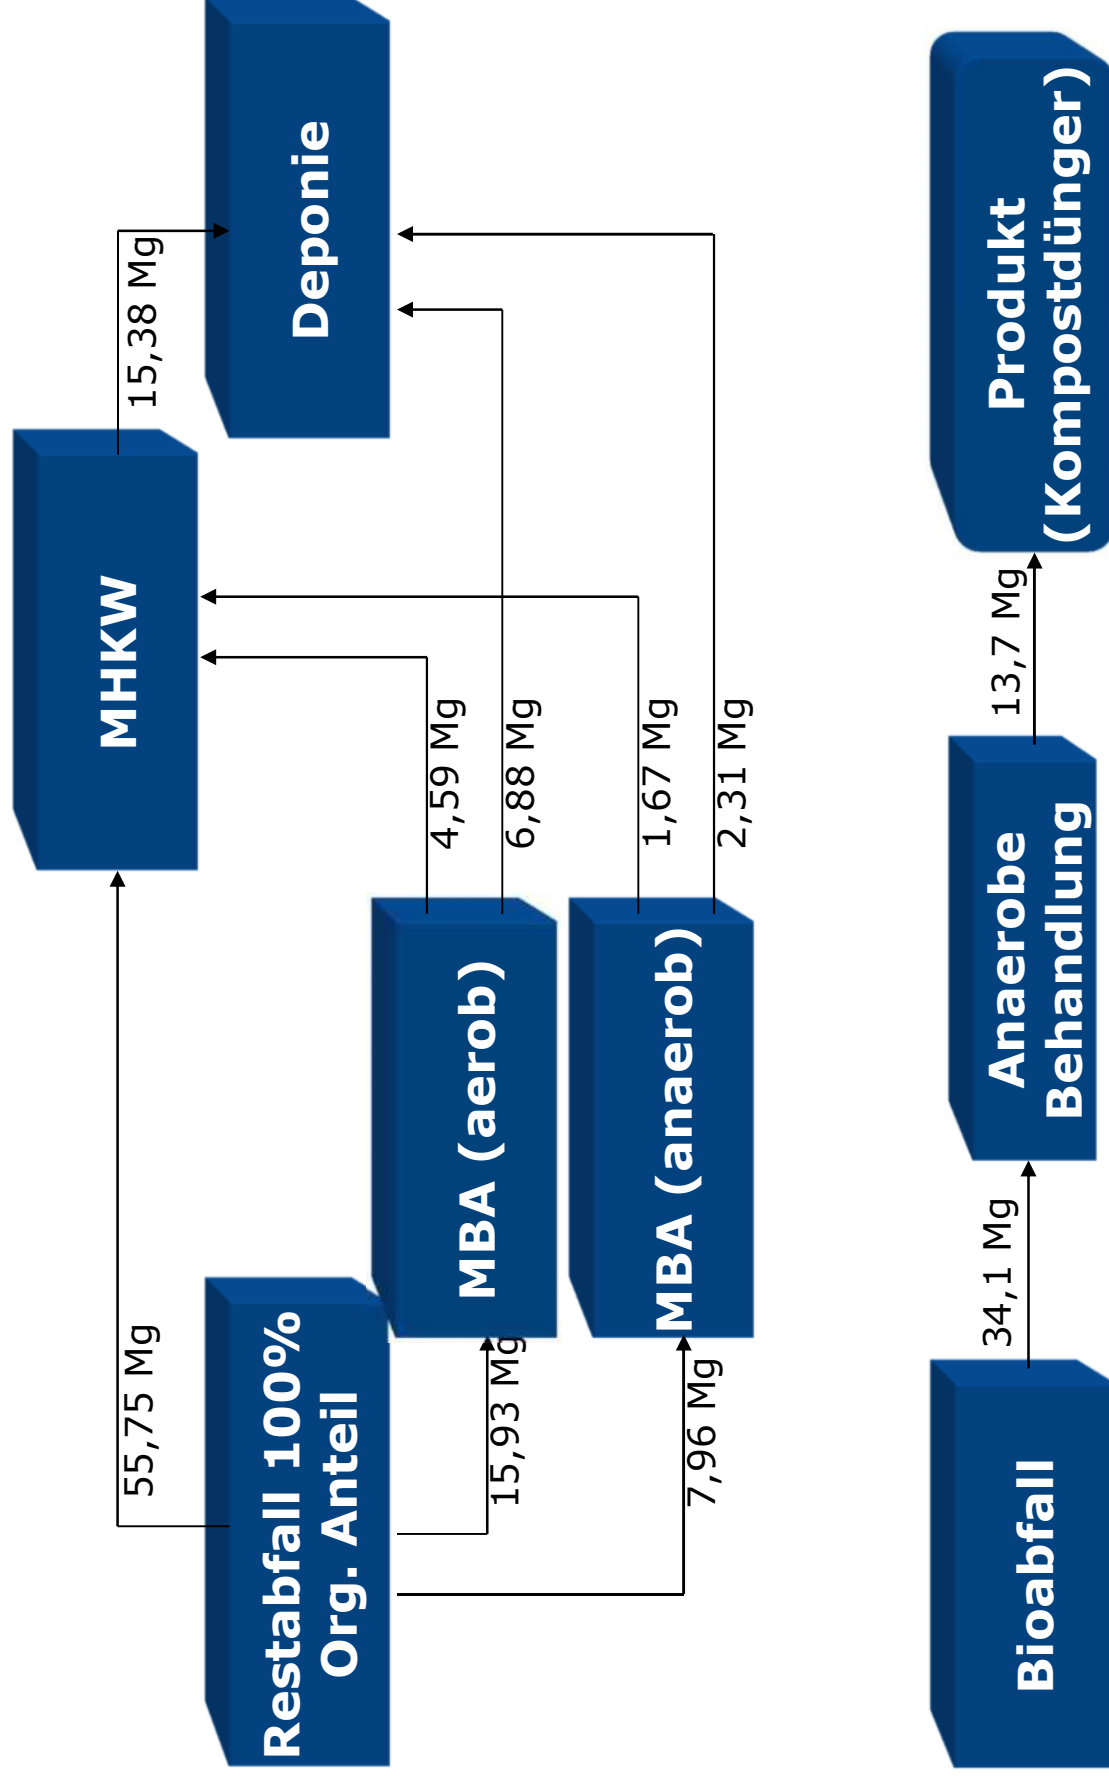 55,75 Mg
MHKW
15,38 Mg
Restabfall 100%
Org. Anteil
Deponie
15,93 Mg
MBA (aerob)
4,59 Mg
6,88 Mg
7,96 Mg
MBA (anaerob)
1,67 Mg
2,31 Mg
Bioabfall
34,1 Mg
Anaerobe
Behandlung
13,7 Mg
Produkt
(Kompostdünger)